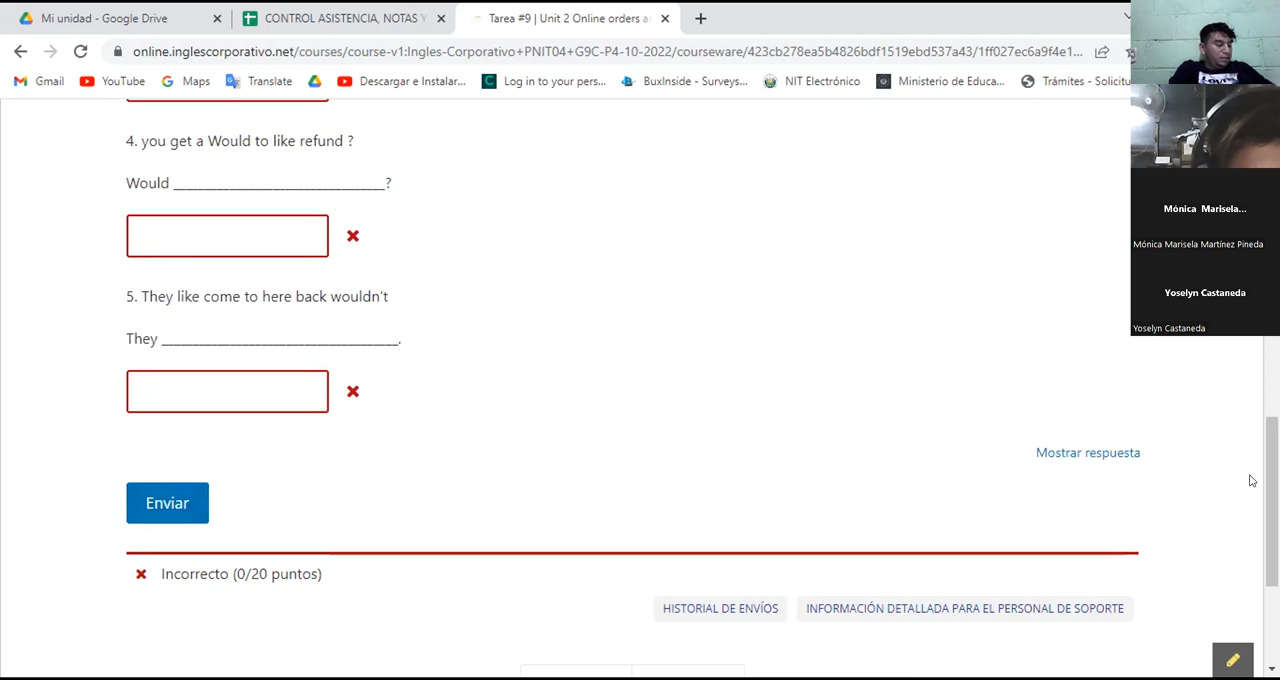 Mi unidad - Google Drive
CONTROL ASISTENCIA, NOTAS Y
Tarea #9 | Unit 2 Online orders a
online.inglescorporativo.net/courses/course-v1:Ingles-Corporativo+PNIT04+G9C-P4-10-2022/courseware/423cb278ea5b4826bdf1519ebd537a43/1ff027ec6a9f4e1...
Gmail YouTube Maps Translate Descargar e Instalar... Log in to your pers... BuxInside - Surveys... NIT Electrónico Ministerio de Educa... Trámites - Solicitu
4. you get a Would to like refund ?
Would ______________________________?
5. They like come to here back wouldn't
They __________________________________.
Mostrar respuesta
Enviar
Incorrecto (0/20 puntos)
HISTORIAL DE ENVÍOS
INFORMACIÓN DETALLADA PARA EL PERSONAL DE SOPORTE
Mónica Marisela...
Mónica Marisela Martínez Pineda
Yoselyn Castaneda
Yoselyn Castaneda